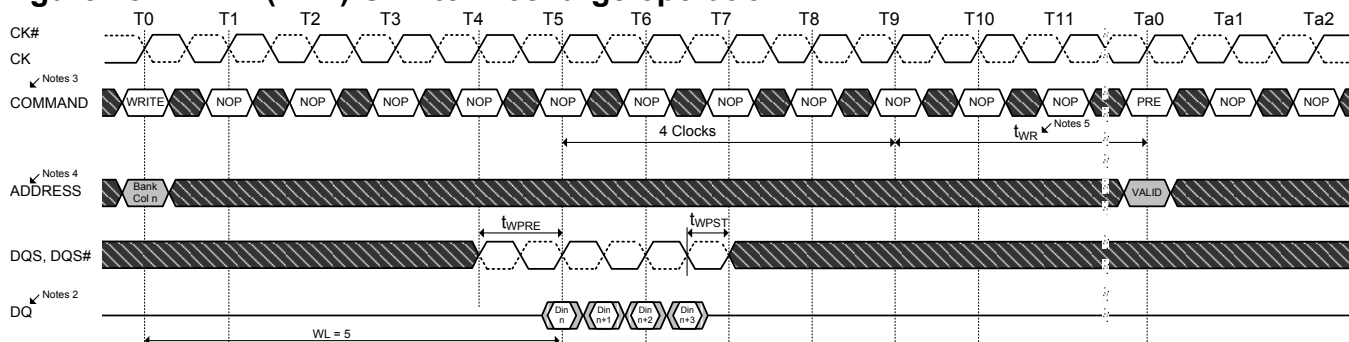 T0 T1 T2 T3 T4 T5 T6 T7 T8 T9 T10 T11 Ta0 Ta1 Ta2
CK#
CK
Notes 3
COMMAND WRITE NOP NOP NOP NOP NOP NOP NOP NOP NOP NOP NOP PRE NOP NOP
4 Clocks tWR Notes 5
Notes 4
ADDRESS Bank Col n VALID
tWPRE tWPST
DQS, DQS#
Notes 2
DQ Din n Din n+1 Din n+2 Din n+3
WL = 5